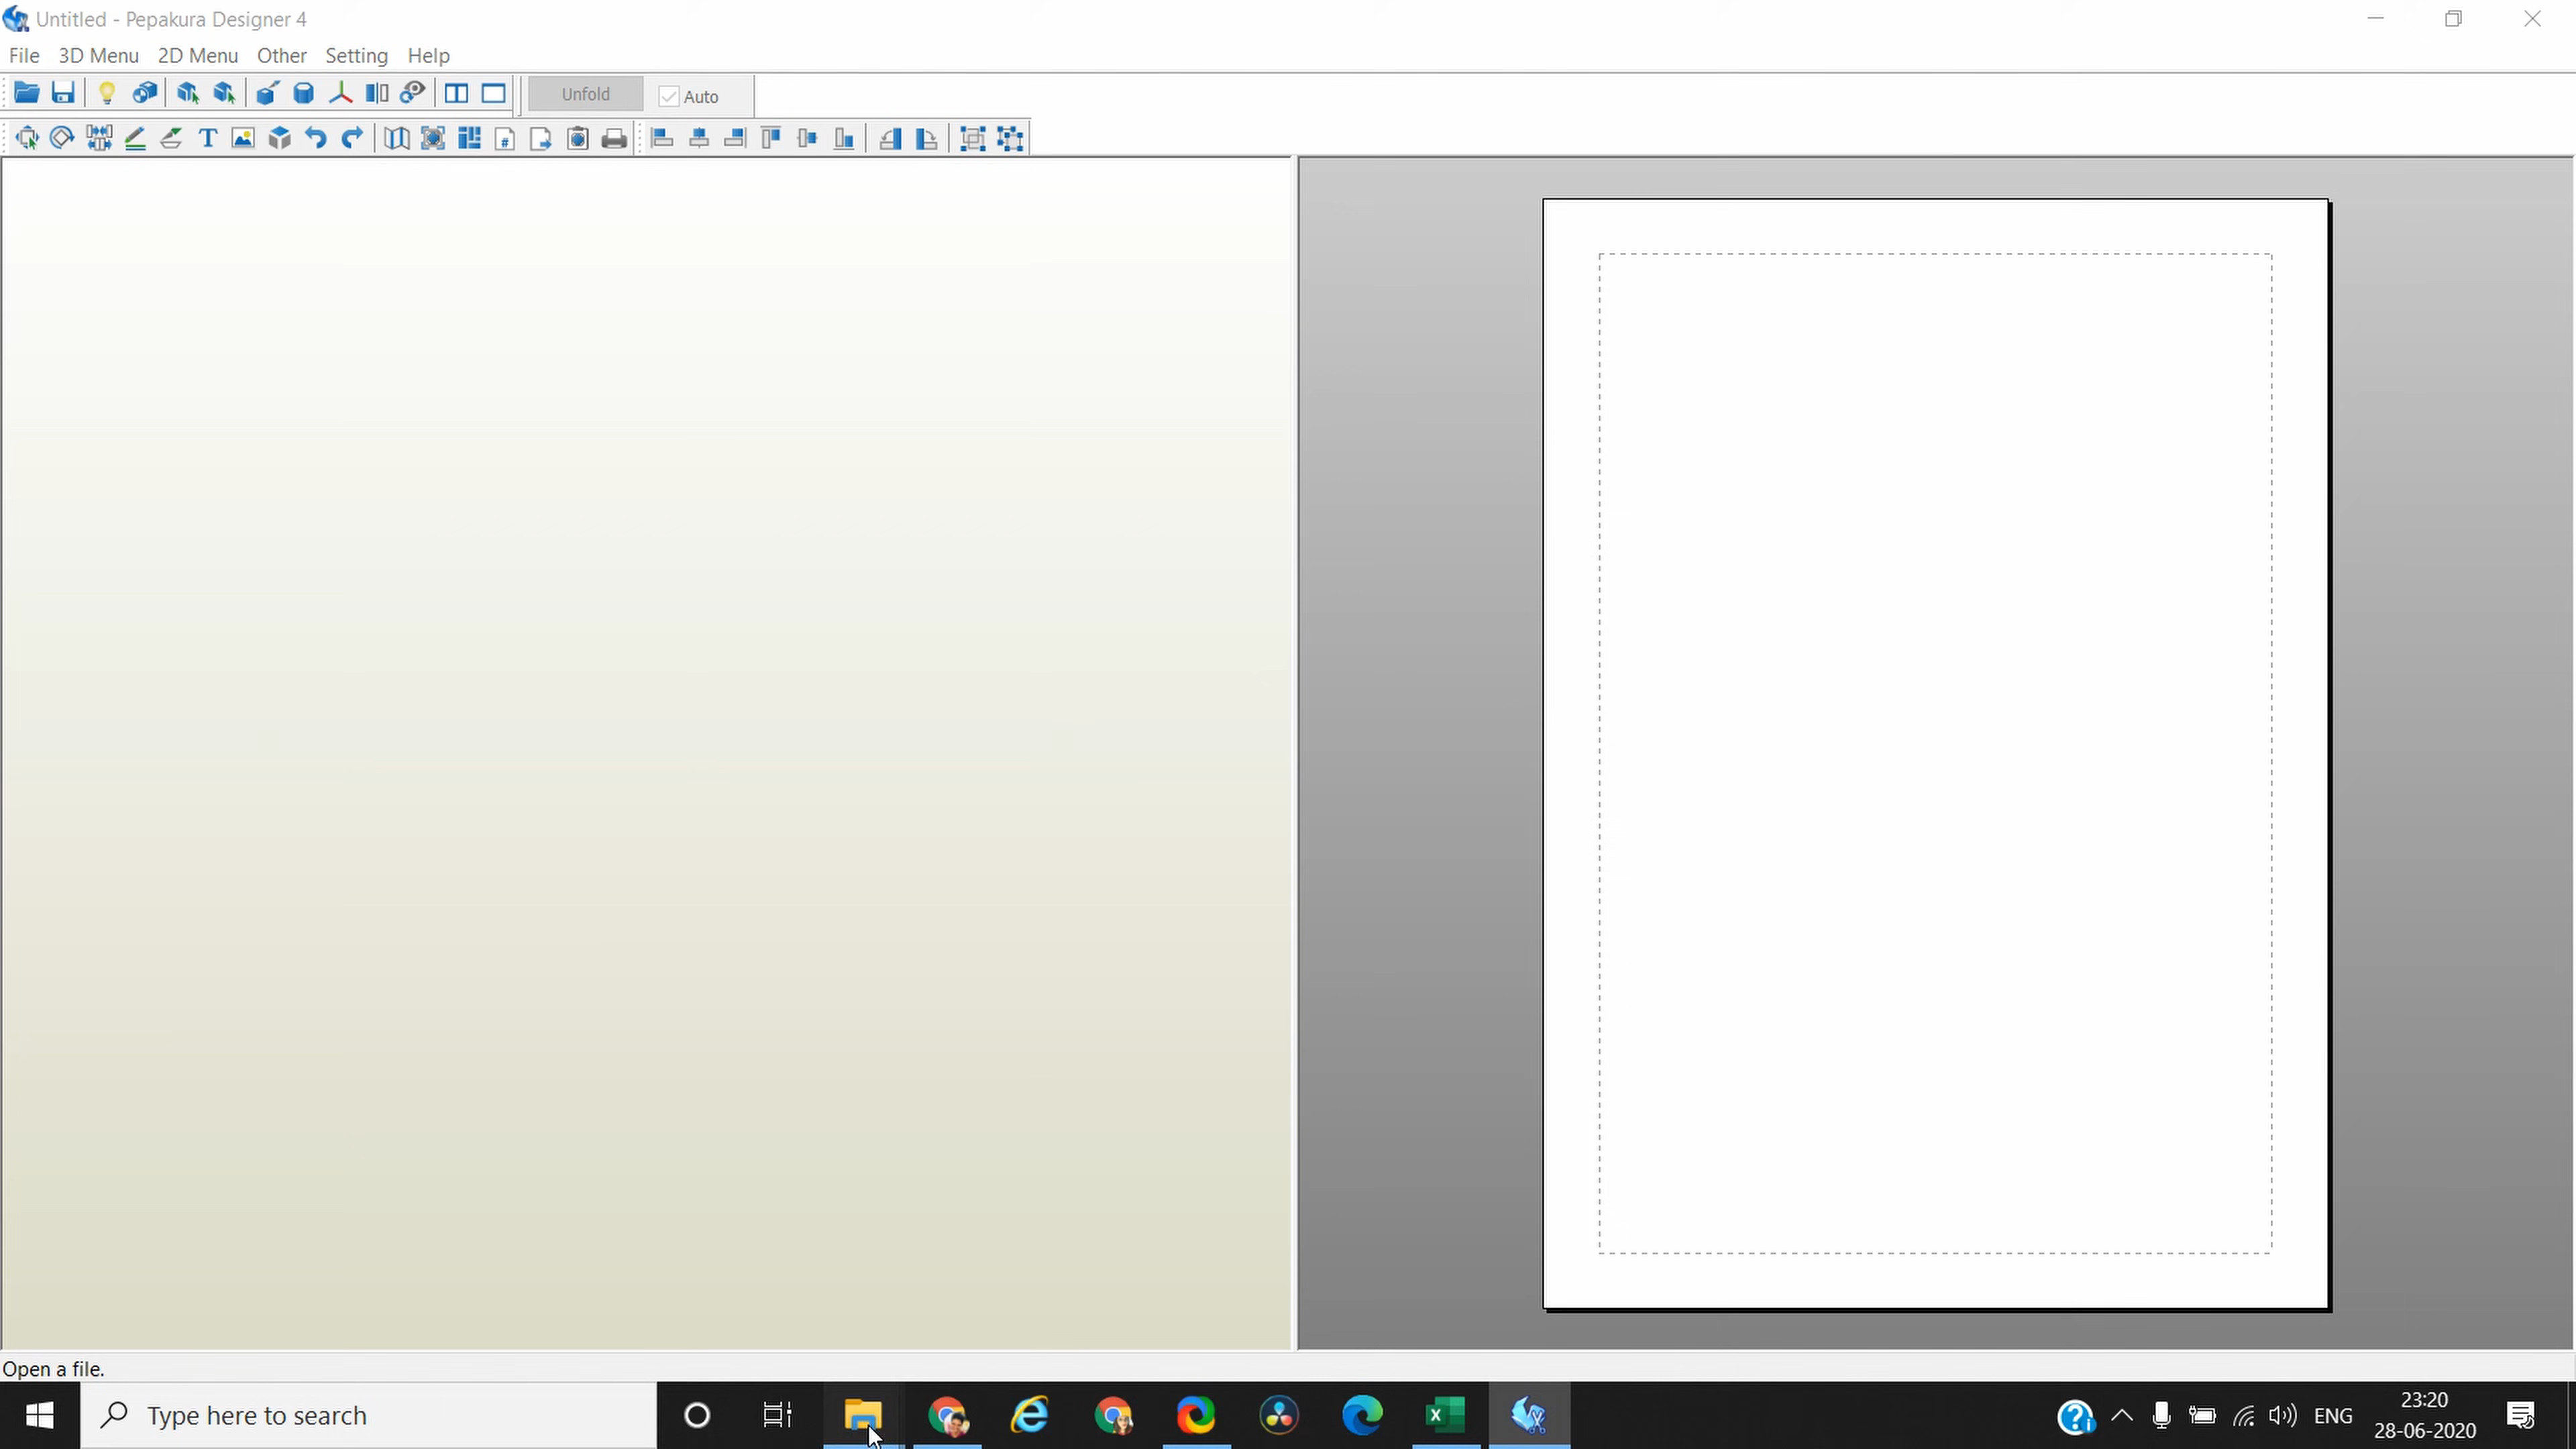 Untitled - Pepakura Designer 4
File 3D Menu 2D Menu Other Setting Help
Unfold Auto
T
#
Open a file.
Type here to search
ENG
23:20
28-06-2020